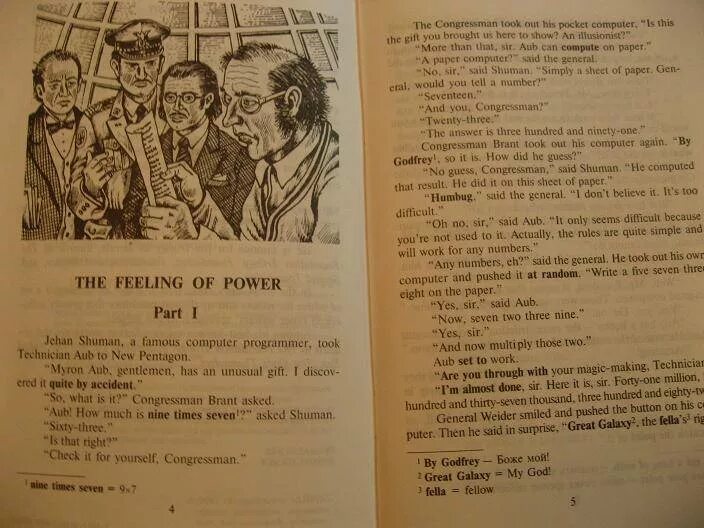 THE FEELING OF POWER
Part I
Jehan Shuman, a famous computer programmer, took
Technician Aub to New Pentagon.
"Myron Aub, gentlemen, has an unusual gift. I discov-
ered it quite by accident."
"So, what is it?" Congressman Brant asked.
"Aub! How much is nine times seven¹?" asked Shuman.
"Sixty-three."
"Is that right?"
"Check it for yourself, Congressman."
¹ nine times seven = 9×7
4
The Congressman took out his pocket computer, "Is this
the gift you brought us here to show? An illusionist?"
"More than that, sir. Aub can compute on paper."
"A paper computer?" said the general.
"No, sir," said Shuman. "Simply a sheet of paper. Gen-
eral, would you tell a number?"
"Seventeen."
"And you, Congressman?"
"Twenty-three."
"The answer is three hundred and ninety-one."
Congressman Brant took out his computer again. "By
Godfrey¹, so it is. How did he guess?"
"No guess, Congressman," said Shuman. "He computed
that result. He did it on this sheet of paper."
"Humbug," said the general. "I don't believe it. It's too
difficult."
"Oh no, sir," said Aub. "It only seems difficult because
you're not used to it. Actually, the rules are quite simple and
will work for any numbers."
"Any numbers, eh?" said the general. He took out his own
computer and pushed it at random. "Write a five seven three
eight on the paper."
"Yes, sir," said Aub.
"Now, seven two three nine."
"Yes, sir."
"And now multiply those two."
Aub set to work.
"Are you through with your magic-making, Technician
"I'm almost done, sir. Here it is, sir. Forty-one million,
hundred and thirty-seven thousand, three hundred and eighty-tw
General Weider smiled and pushed the button on his co
puter. Then he said in surprise, "Great Galaxy², the fella's³ rig
¹ By Godfrey — Боже мой!
² Great Galaxy = My God!
³ fella = fellow
5